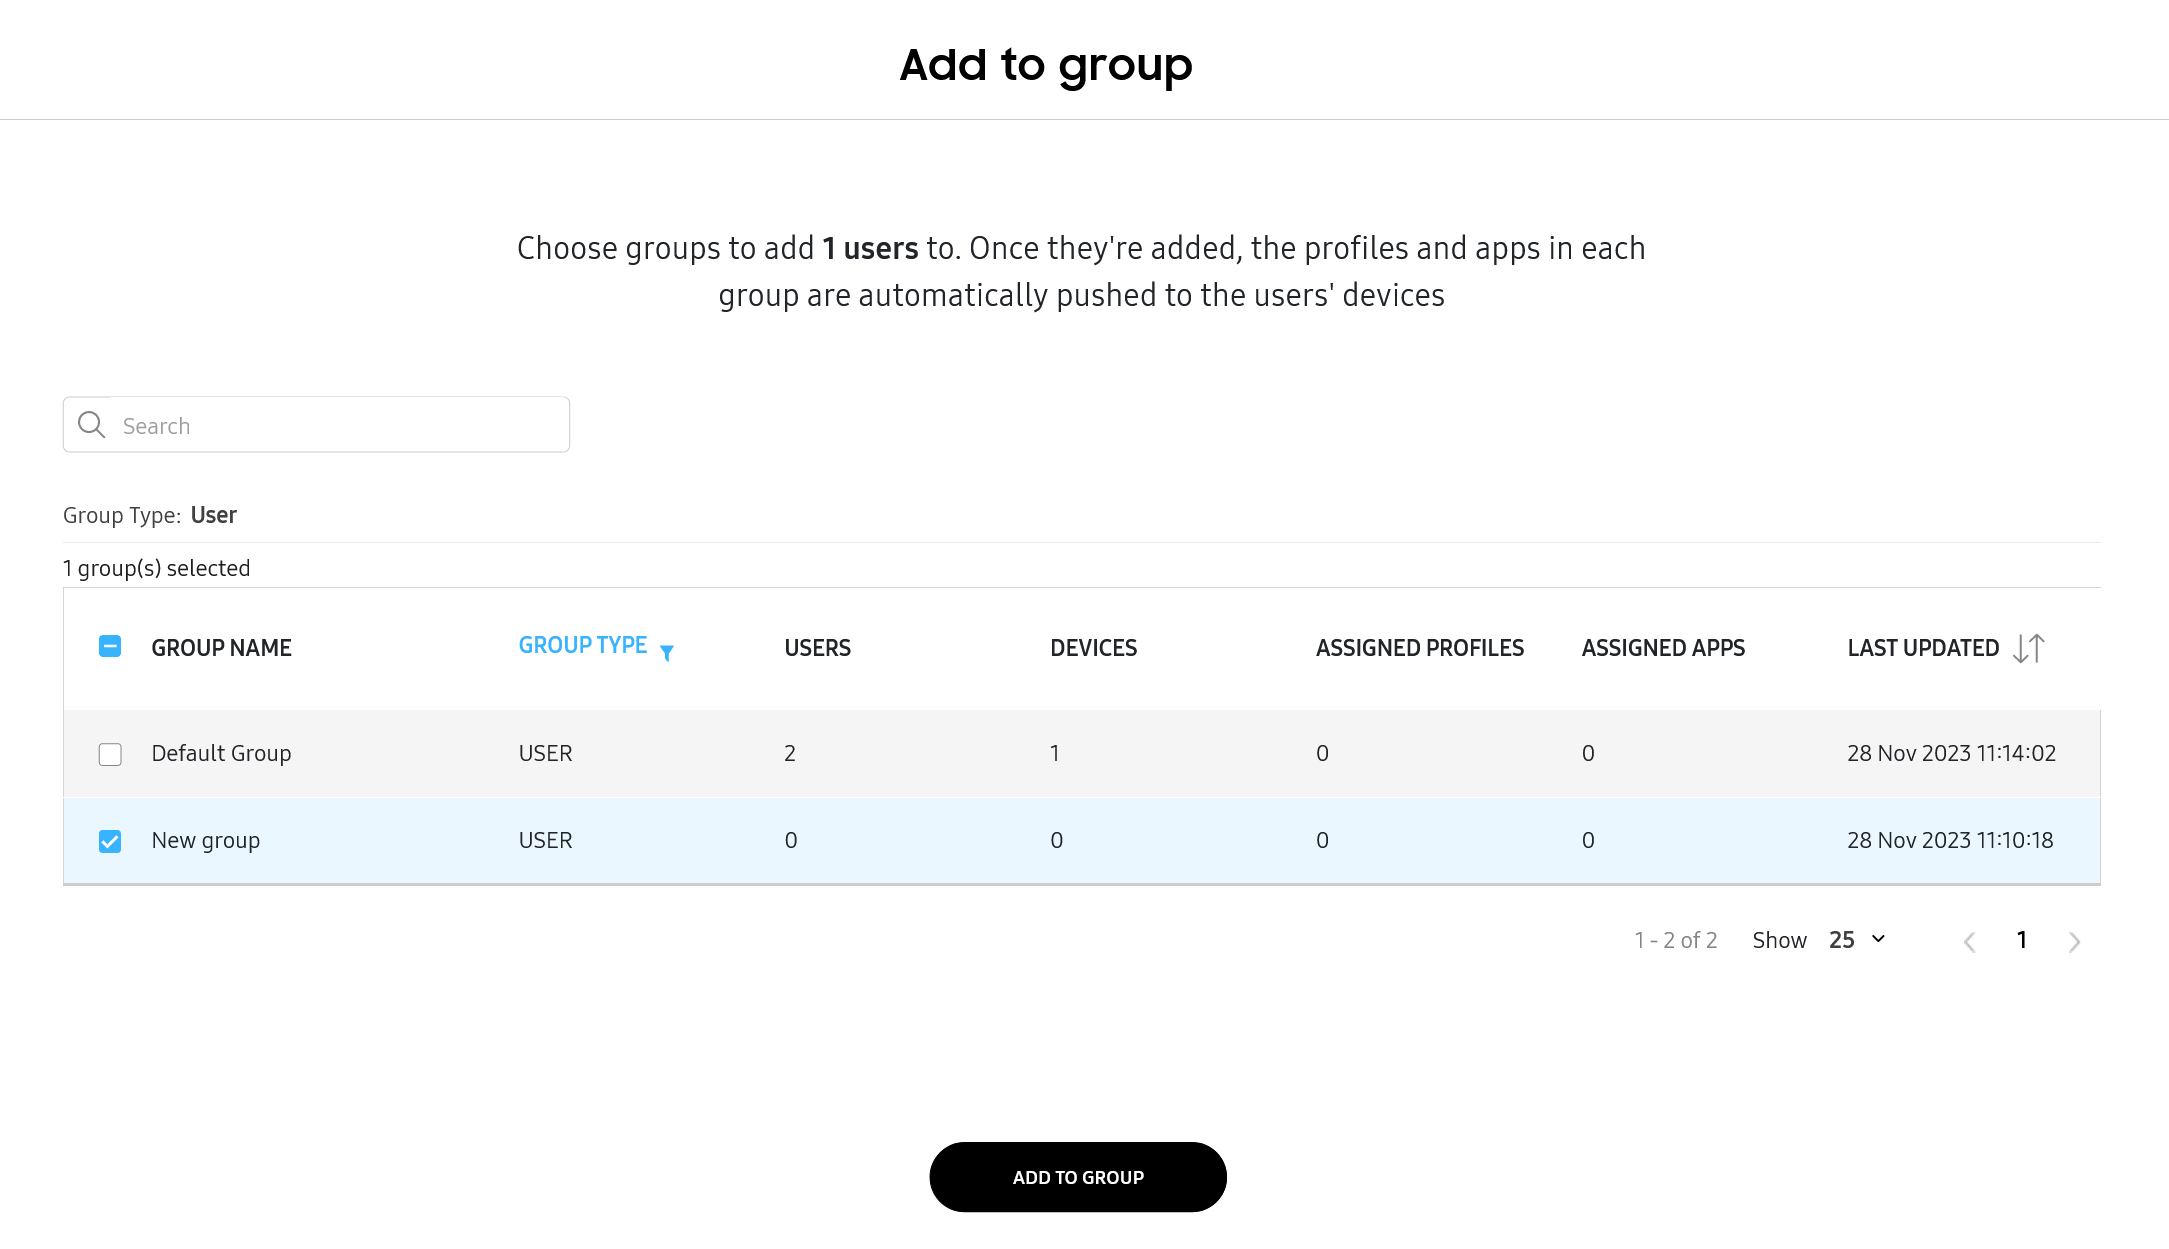 Add to group
Choose groups to add 1 users to. Once they're added, the profiles and apps in each
group are automatically pushed to the users' devices
Search
Group Type: User
1 group(s) selected
GROUP NAME GROUP TYPE USERS DEVICES ASSIGNED PROFILES ASSIGNED APPS LAST UPDATED
Default Group USER 2 1 0 0 28 Nov 2023 11:14:02
New group USER 0 0 0 0 28 Nov 2023 11:10:18
1 - 2 of 2 Show 25 1
ADD TO GROUP